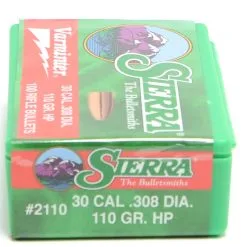 Varminter
30 CAL .308 DIA.
110 GR. HP
100 RIFLE BULLETS
SIERRA
The Bulletsmiths
SIERRA
The Bulletsmiths
#2110
30 CAL .308 DIA.
110 GR. HP